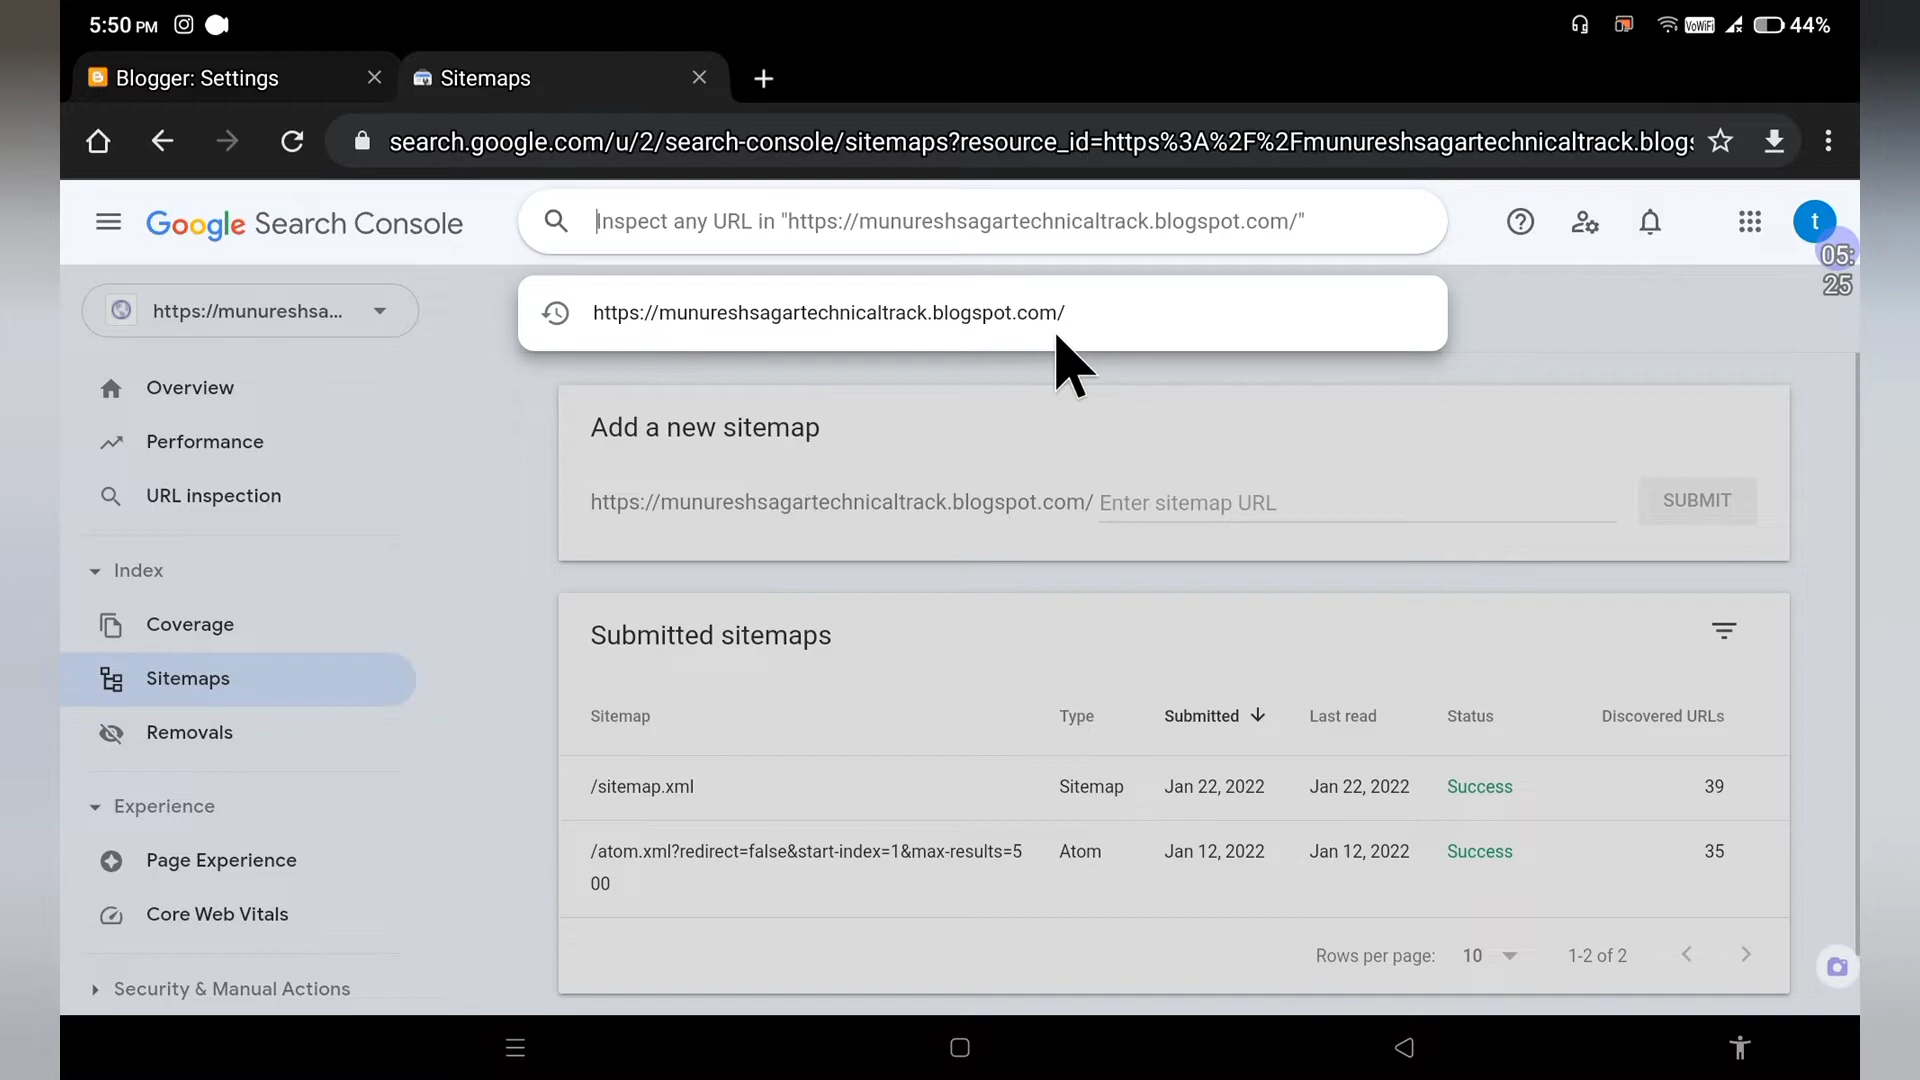 5:50 PM
VoWiFi
44%
Blogger: Settings
Sitemaps
search.google.com/u/2/search-console/sitemaps?resource_id=https%3A%2F%2Fmunureshsagartechnicaltrack.blogs
Google Search Console
Inspect any URL in "https://munureshsagartechnicaltrack.blogspot.com/"
t
05:
25
https://munureshsa...
https://munureshsagartechnicaltrack.blogspot.com/
Overview
Performance
URL inspection
Index
Coverage
Sitemaps
Removals
Experience
Page Experience
Core Web Vitals
Security & Manual Actions
Add a new sitemap
https://munureshsagartechnicaltrack.blogspot.com/ Enter sitemap URL
SUBMIT
Submitted sitemaps
Sitemap Type Submitted Last read Status Discovered URLs
/sitemap.xml Sitemap Jan 22, 2022 Jan 22, 2022 Success 39
/atom.xml?redirect=false&start-index=1&max-results=5 Atom Jan 12, 2022 Jan 12, 2022 Success 35
00
Rows per page: 10 1-2 of 2